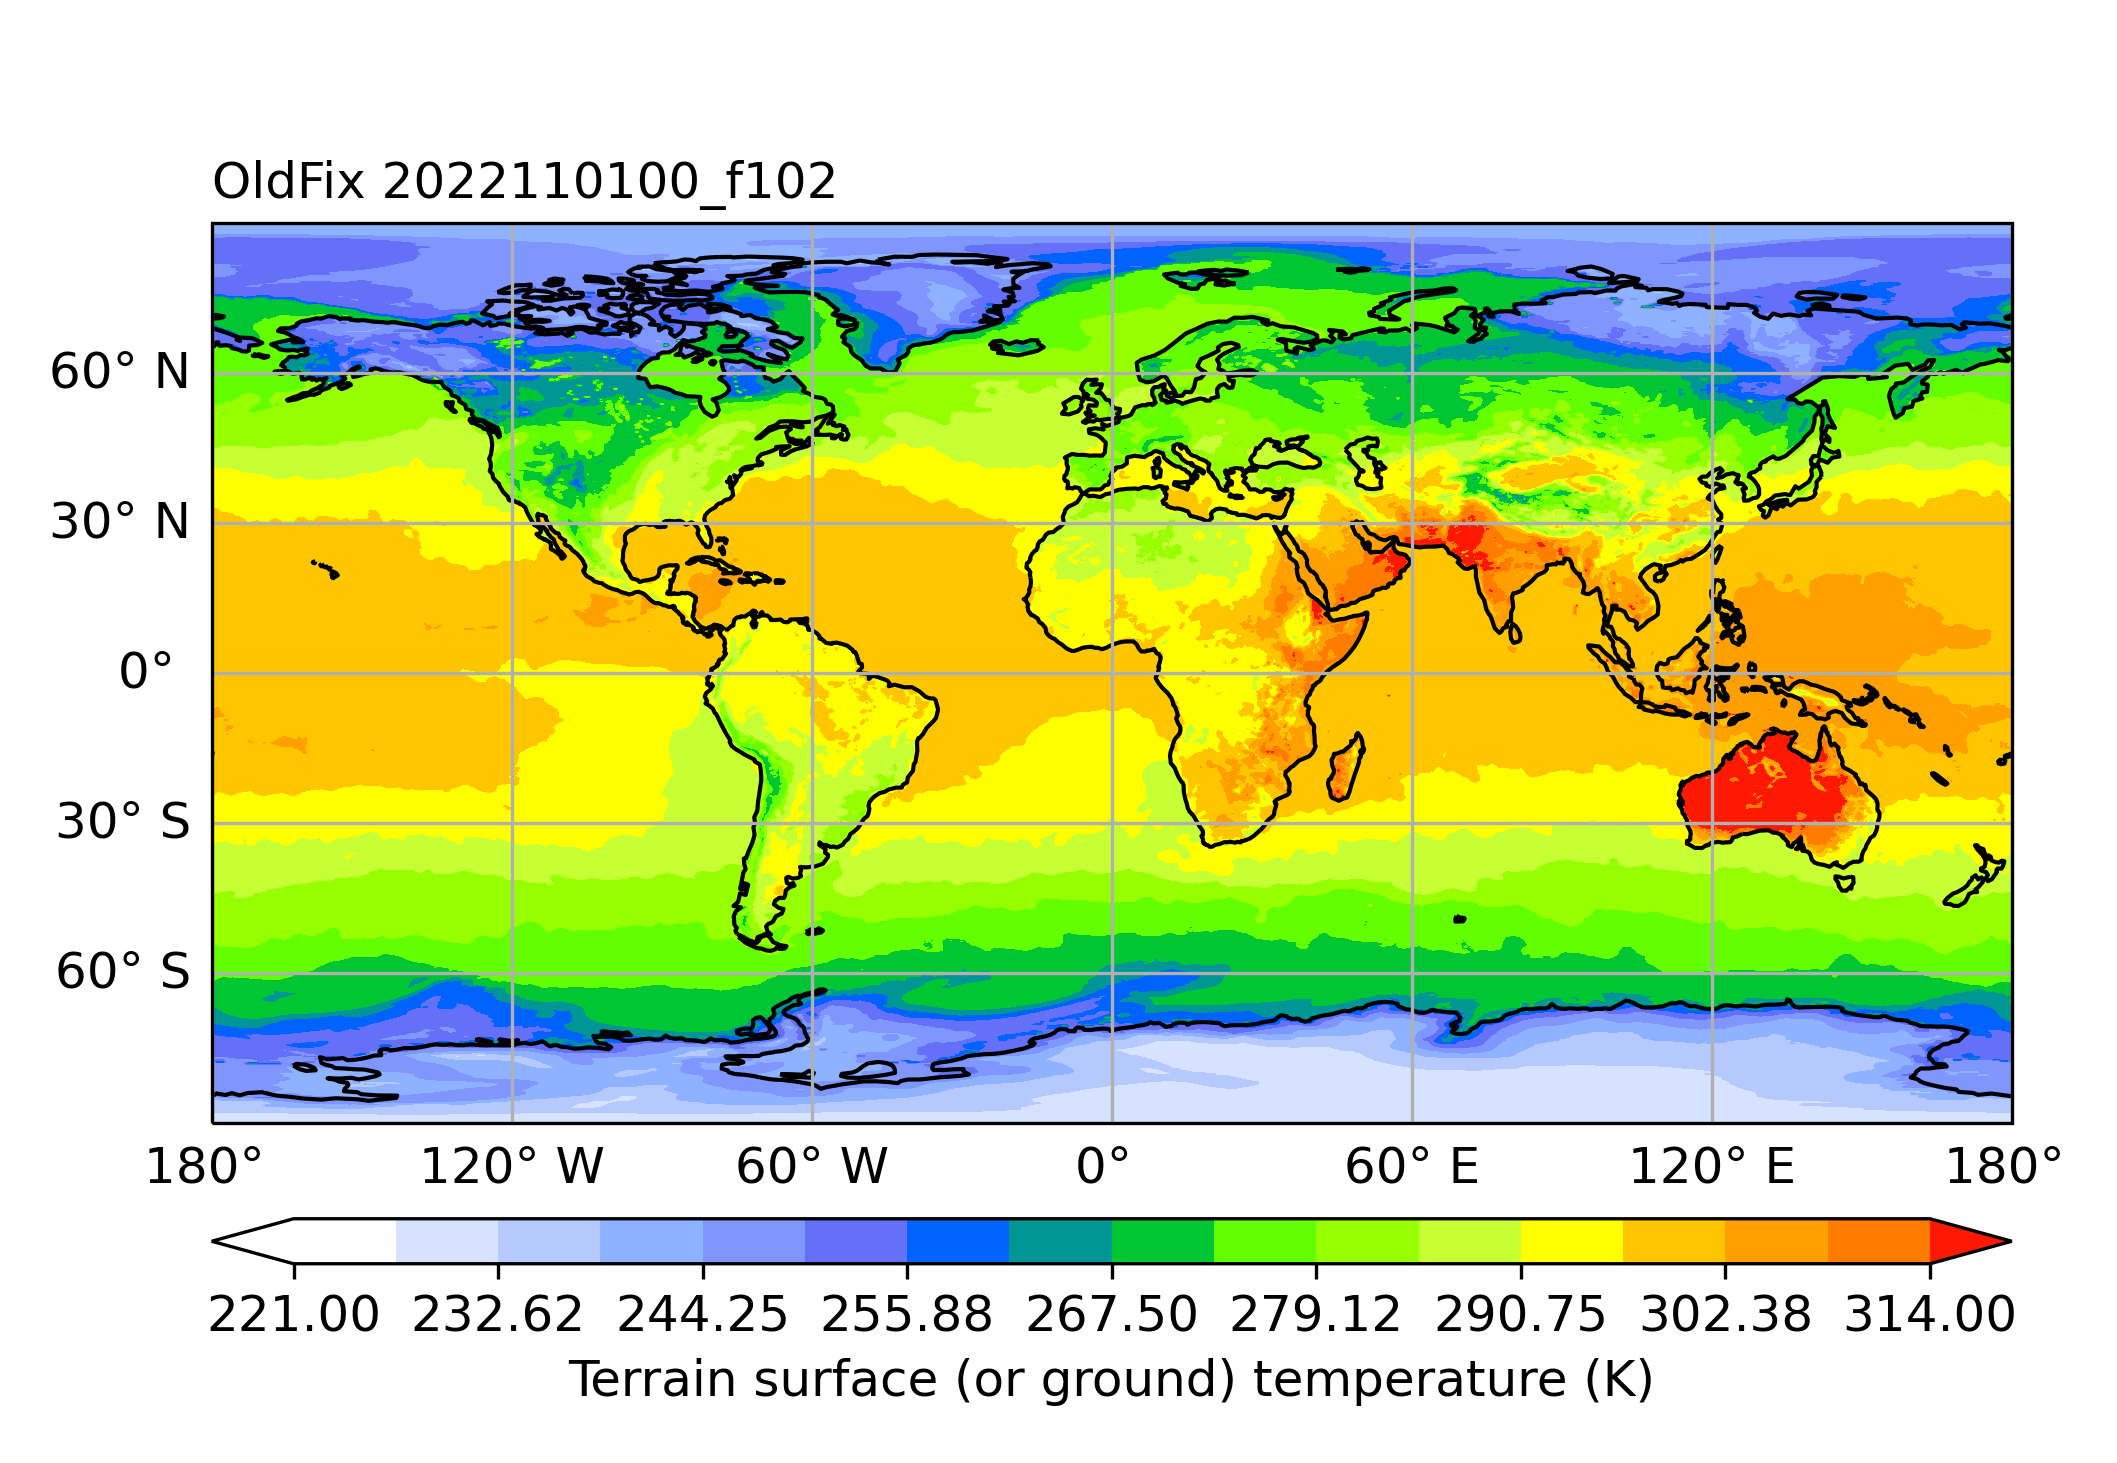 OldFix 2022110100_f102
60° N
30° N
0°
30° S
60° S
180° 120° W 60° W 0° 60° E 120° E 180°
221.00 232.62 244.25 255.88 267.50 279.12 290.75 302.38 314.00
Terrain surface (or ground) temperature (K)